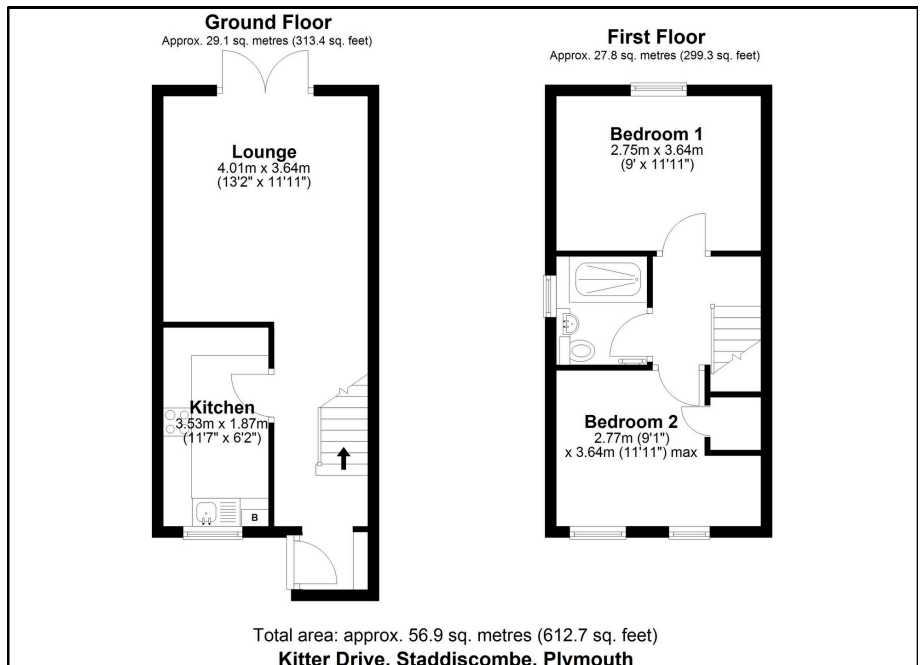 Ground Floor
Approx. 29.1 sq. metres (313.4 sq. feet)
Lounge
4.01m x 3.64m
(13'2" x 11'11")
Kitchen
3.53m x 1.87m
(11'7" x 6'2")
B
First Floor
Approx. 27.8 sq. metres (299.3 sq. feet)
Bedroom 1
2.75m x 3.64m
(9' x 11'11")
Bedroom 2
2.77m (9'1")
x 3.64m (11'11") max
Total area: approx. 56.9 sq. metres (612.7 sq. feet)
Kitter Drive, Staddiscombe, Plymouth